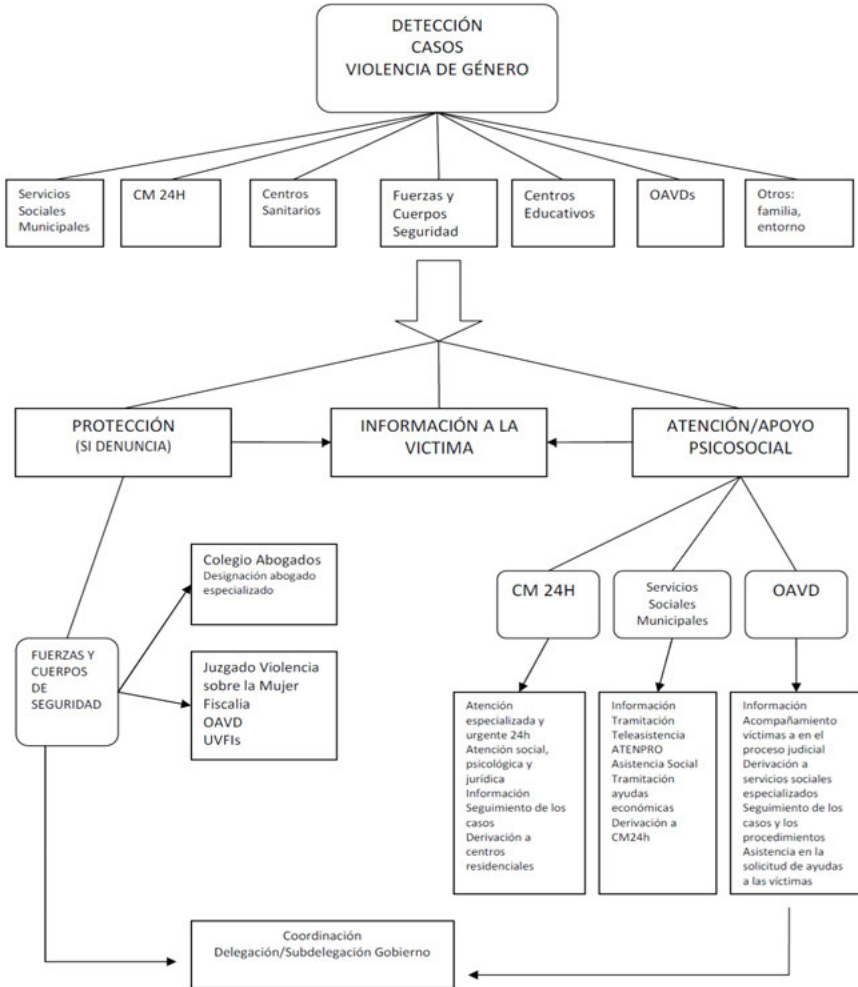 DETECCIÓN
CASOS
VIOLENCIA DE GÉNERO
Servicios
Sociales
Municipales
CM 24H
Centros
Sanitarios
Fuerzas y
Cuerpos
Seguridad
Centros
Educativos
OAVDs
Otros:
familia,
entorno
PROTECCIÓN
(SI DENUNCIA)
INFORMACIÓN A LA
VICTIMA
ATENCIÓN/APOYO
PSICOSOCIAL
Colegio Abogados
Designación abogado
especializado
FUERZAS Y
CUERPOS
DE
SEGURIDAD
Juzgado Violencia
sobre la Mujer
Fiscalia
OAVD
UVFIs
CM 24H
Servicios
Sociales
Municipales
OAVD
Atención
especializada y
urgente 24h
Atención social,
psicológica y
jurídica
Información
Seguimiento de los
casos
Derivación a
centros
residenciales
Información
Tramitación
Teleasistencia
ATENPRO
Asistencia Social
Tramitación
ayudas
económicas
Derivación a
CM24h
Información
Acompañamiento
víctimas a en el
proceso judicial
Derivación a
servicios sociales
especializados
Seguimiento de los
casos y los
procedimientos
Asistencia en la
solicitud de ayudas
a las víctimas
Coordinación
Delegación/Subdelegación Gobierno